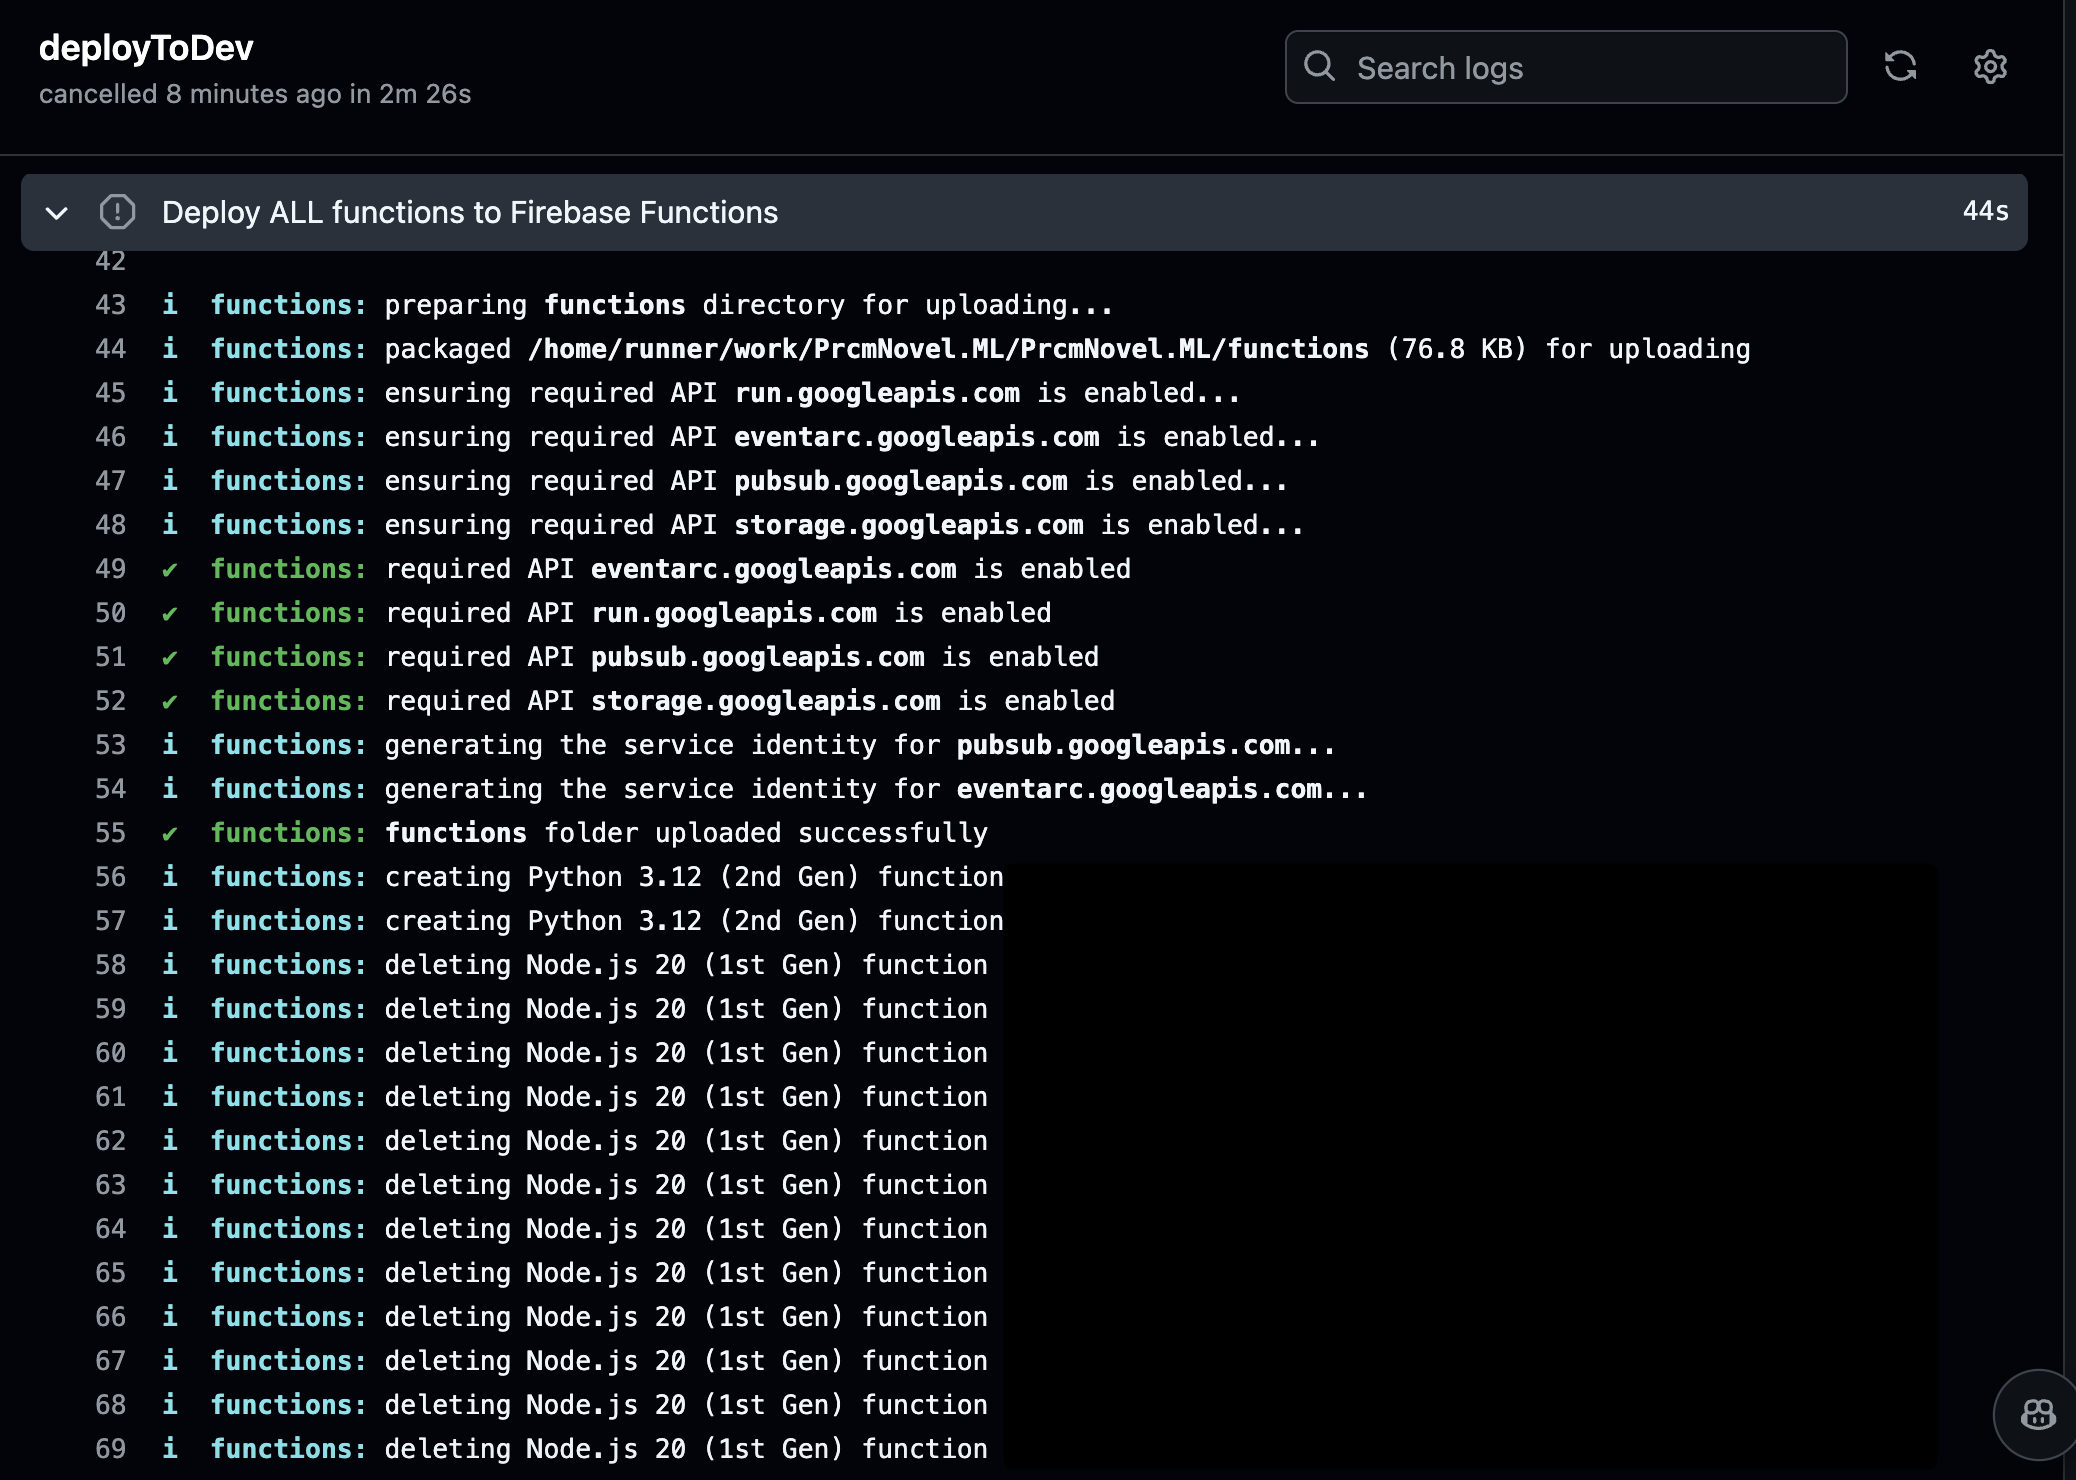 deployToDev
cancelled 8 minutes ago in 2m 26s
Search logs
Deploy ALL functions to Firebase Functions 44s
42
43 i functions: preparing functions directory for uploading...
44 i functions: packaged /home/runner/work/PrcmNovel.ML/PrcmNovel.ML/functions (76.8 KB) for uploading
45 i functions: ensuring required API run.googleapis.com is enabled...
46 i functions: ensuring required API eventarc.googleapis.com is enabled...
47 i functions: ensuring required API pubsub.googleapis.com is enabled...
48 i functions: ensuring required API storage.googleapis.com is enabled...
49 ✔ functions: required API eventarc.googleapis.com is enabled
50 ✔ functions: required API run.googleapis.com is enabled
51 ✔ functions: required API pubsub.googleapis.com is enabled
52 ✔ functions: required API storage.googleapis.com is enabled
53 i functions: generating the service identity for pubsub.googleapis.com...
54 i functions: generating the service identity for eventarc.googleapis.com...
55 ✔ functions: functions folder uploaded successfully
56 i functions: creating Python 3.12 (2nd Gen) function
57 i functions: creating Python 3.12 (2nd Gen) function
58 i functions: deleting Node.js 20 (1st Gen) function
59 i functions: deleting Node.js 20 (1st Gen) function
60 i functions: deleting Node.js 20 (1st Gen) function
61 i functions: deleting Node.js 20 (1st Gen) function
62 i functions: deleting Node.js 20 (1st Gen) function
63 i functions: deleting Node.js 20 (1st Gen) function
64 i functions: deleting Node.js 20 (1st Gen) function
65 i functions: deleting Node.js 20 (1st Gen) function
66 i functions: deleting Node.js 20 (1st Gen) function
67 i functions: deleting Node.js 20 (1st Gen) function
68 i functions: deleting Node.js 20 (1st Gen) function
69 i functions: deleting Node.js 20 (1st Gen) function